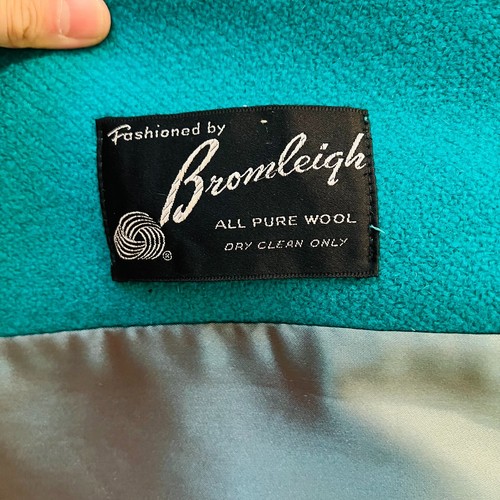 Fashioned by
Bromleigh
ALL PURE WOOL
DRY CLEAN ONLY
®